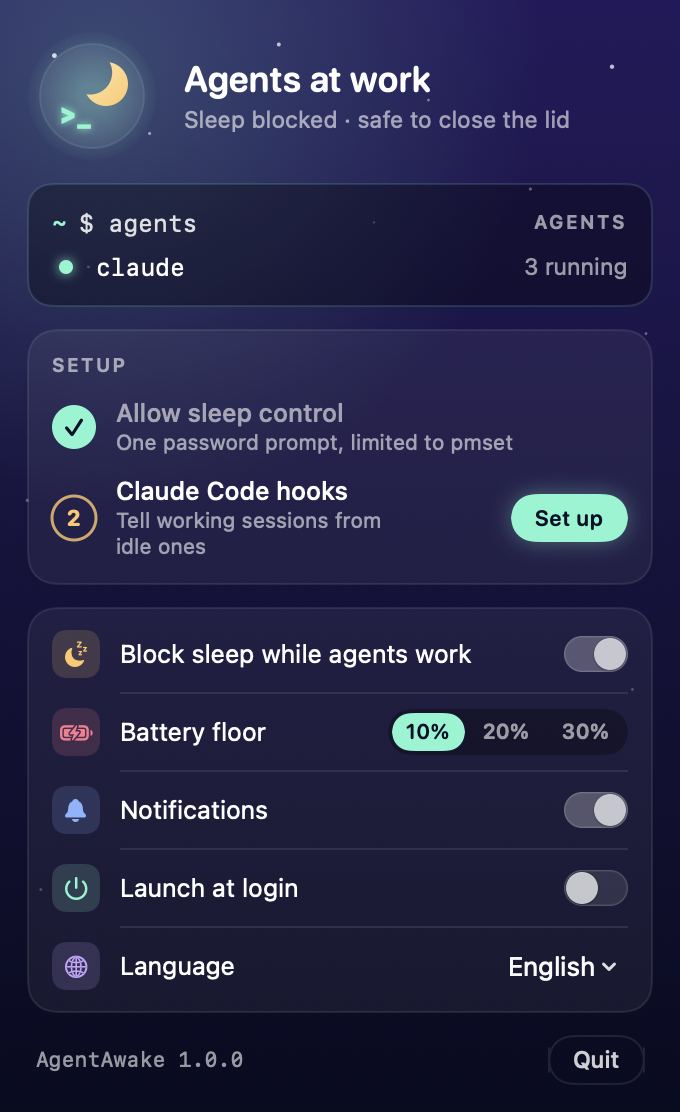 >_
Agents at work
Sleep blocked · safe to close the lid
~ $ agents
AGENTS
claude
3 running
SETUP
Allow sleep control
One password prompt, limited to pmset
2
Claude Code hooks
Tell working sessions from
idle ones
Set up
zzz
Block sleep while agents work
Battery floor
10% 20% 30%
Notifications
Launch at login
Language
English
AgentAwake 1.0.0
Quit